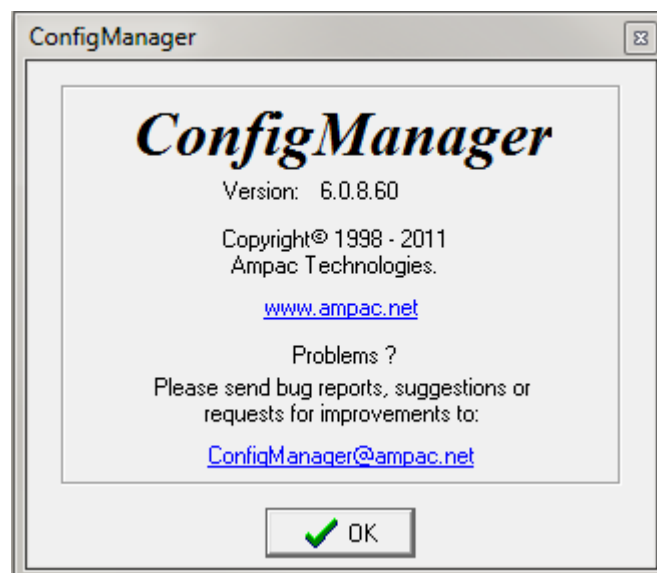 ConfigManager
ConfigManager
Version: 6.0.8.60
Copyright© 1998 - 2011
Ampac Technologies.
www.ampac.net
Problems ?
Please send bug reports, suggestions or
requests for improvements to:
ConfigManager@ampac.net
OK